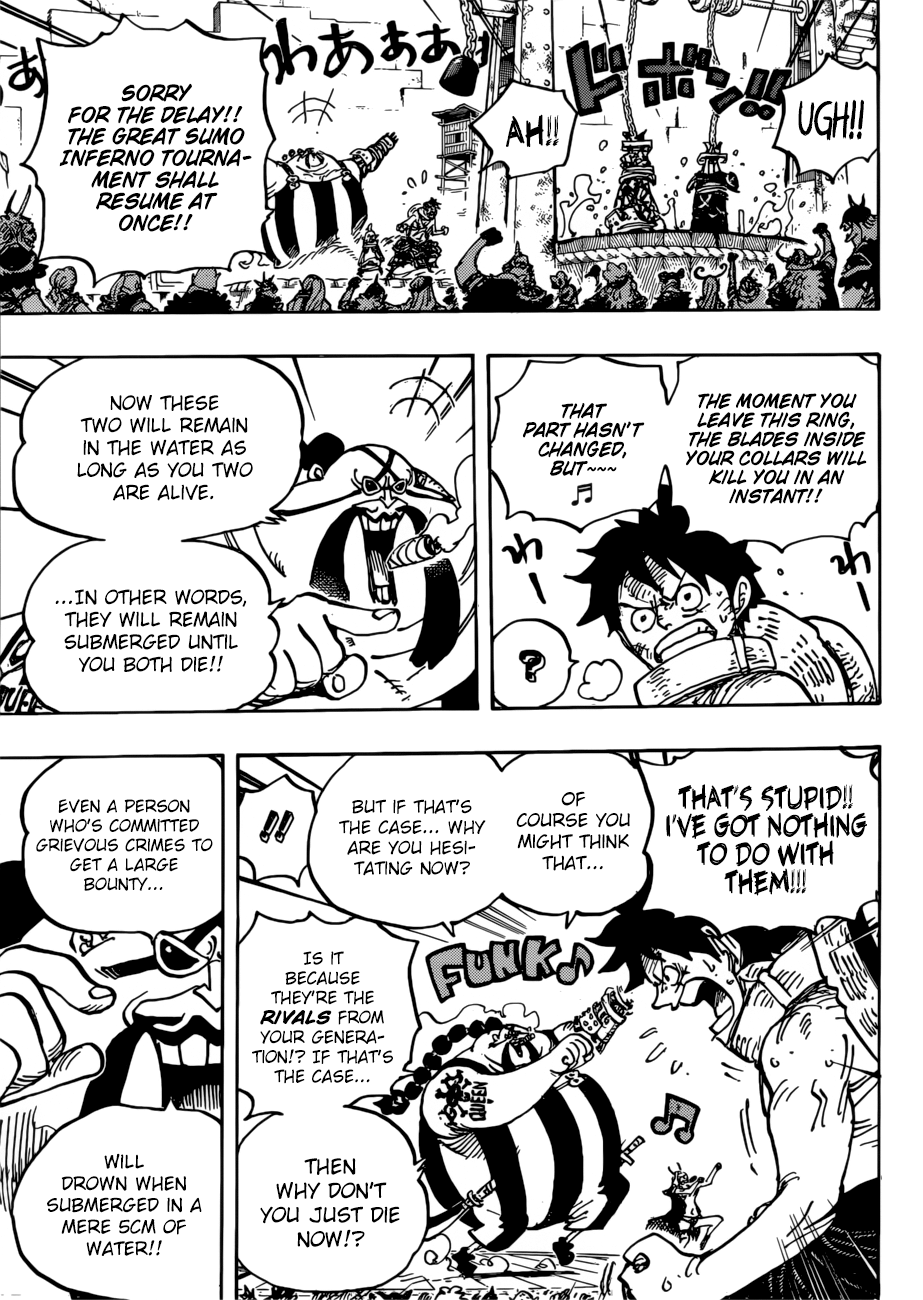 UGH!!
ドボン!!
AH!!
わあああ
あ
SORRY
FOR THE DELAY!!
THE GREAT SUMO
INFERNO TOURNA-
MENT SHALL
RESUME AT
ONCE!!
THE MOMENT YOU
LEAVE THIS RING,
THE BLADES INSIDE
YOUR COLLARS WILL
KILL YOU IN AN
INSTANT!!
THAT
PART HASN'T
CHANGED,
BUT~~~
♫
わー
わー
?
NOW THESE
TWO WILL REMAIN
IN THE WATER AS
LONG AS YOU TWO
ARE ALIVE.
...IN OTHER WORDS,
THEY WILL REMAIN
SUBMERGED UNTIL
YOU BOTH DIE!!
THAT'S STUPID!!
I'VE GOT NOTHING
TO DO WITH
THEM!!!
OF
COURSE YOU
MIGHT THINK
THAT...
BUT IF THAT'S
THE CASE... WHY
ARE YOU HESI-
TATING NOW?
!!
FUNK♪
IS IT
BECAUSE
THEY'RE THE
RIVALS FROM
YOUR GENERA-
TION!? IF THAT'S
THE CASE...
QUEEN
♫
THEN
WHY DON'T
YOU JUST DIE
NOW!?
EVEN A PERSON
WHO'S COMMITTED
GRIEVOUS CRIMES TO
GET A LARGE
BOUNTY...
WILL
DROWN WHEN
SUBMERGED IN A
MERE 5CM OF
WATER!!